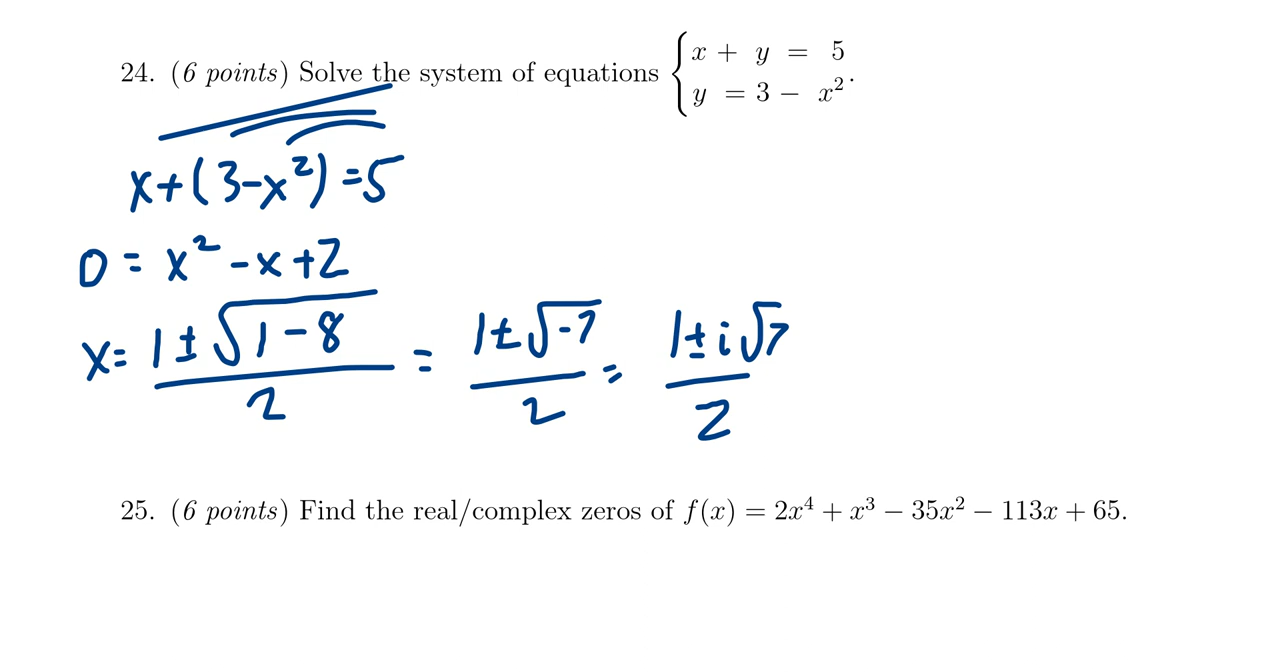 24. (6 points) Solve the system of equations { x + y = 5
y = 3 − x² .
x+(3-x²)=5
0 = x² -x+2
x= (1±√(1-8))/2 = (1±√-7)/2 = (1±i√7)/2
25. (6 points) Find the real/complex zeros of f(x) = 2x⁴ + x³ − 35x² − 113x + 65.